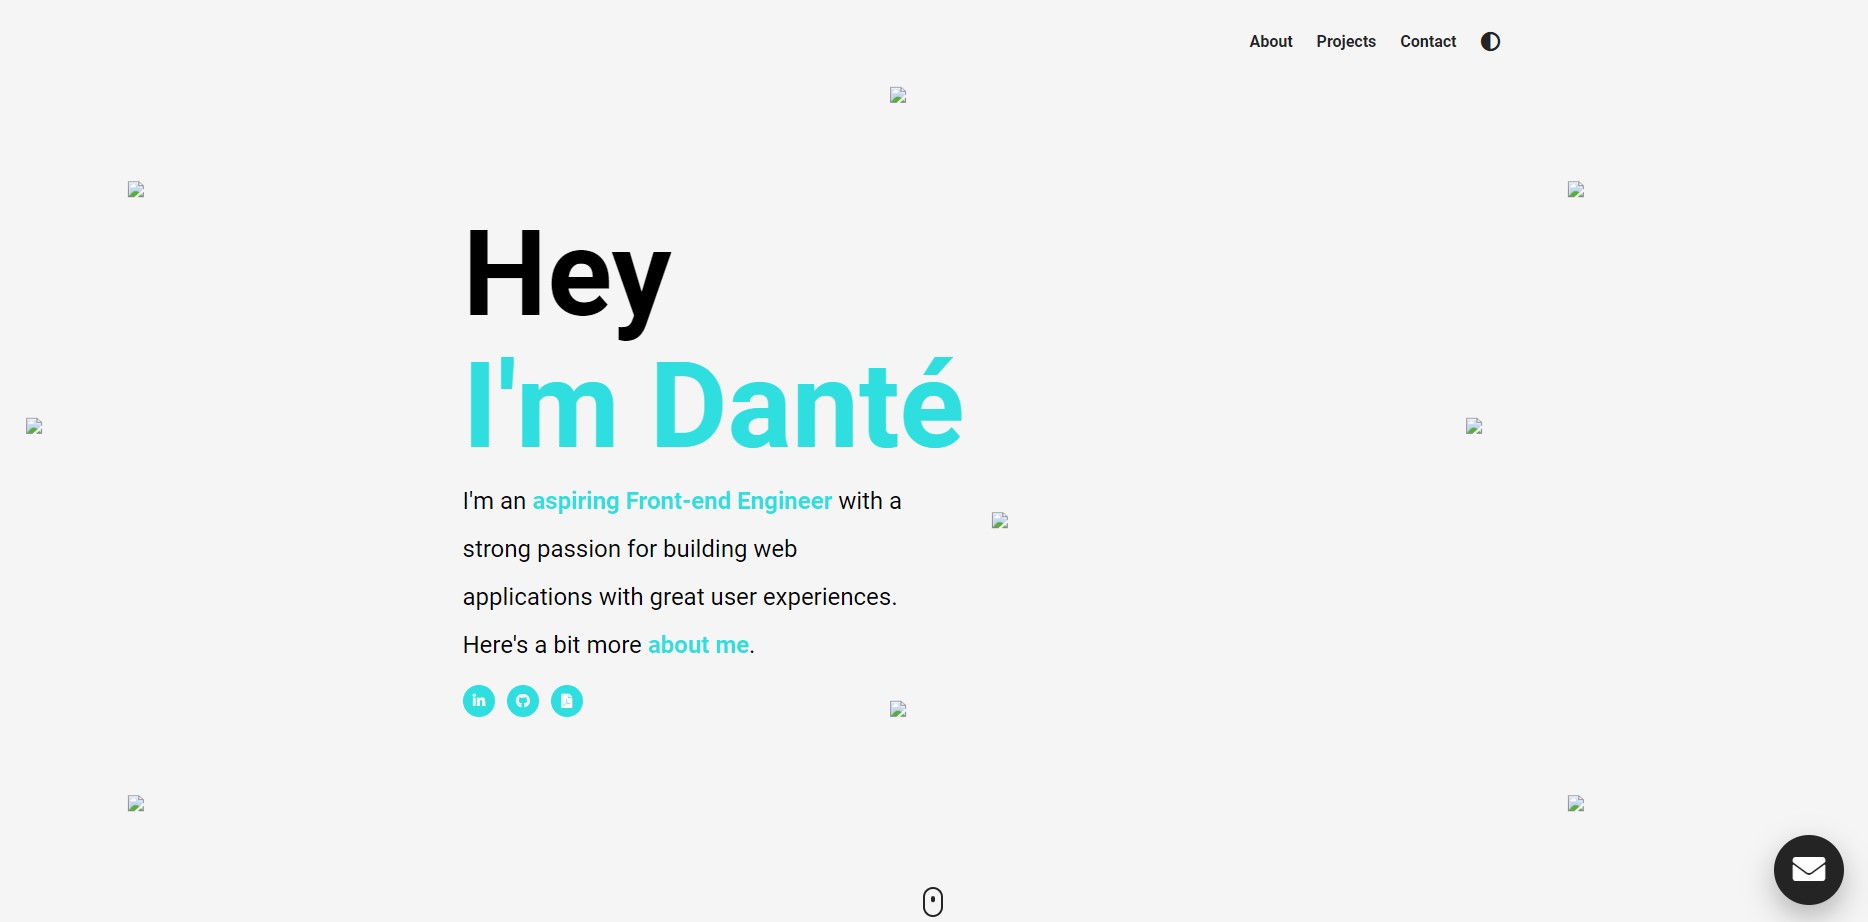 About Projects Contact
Hey
I'm Danté
I'm an aspiring Front-end Engineer with a
strong passion for building web
applications with great user experiences.
Here's a bit more about me.
in